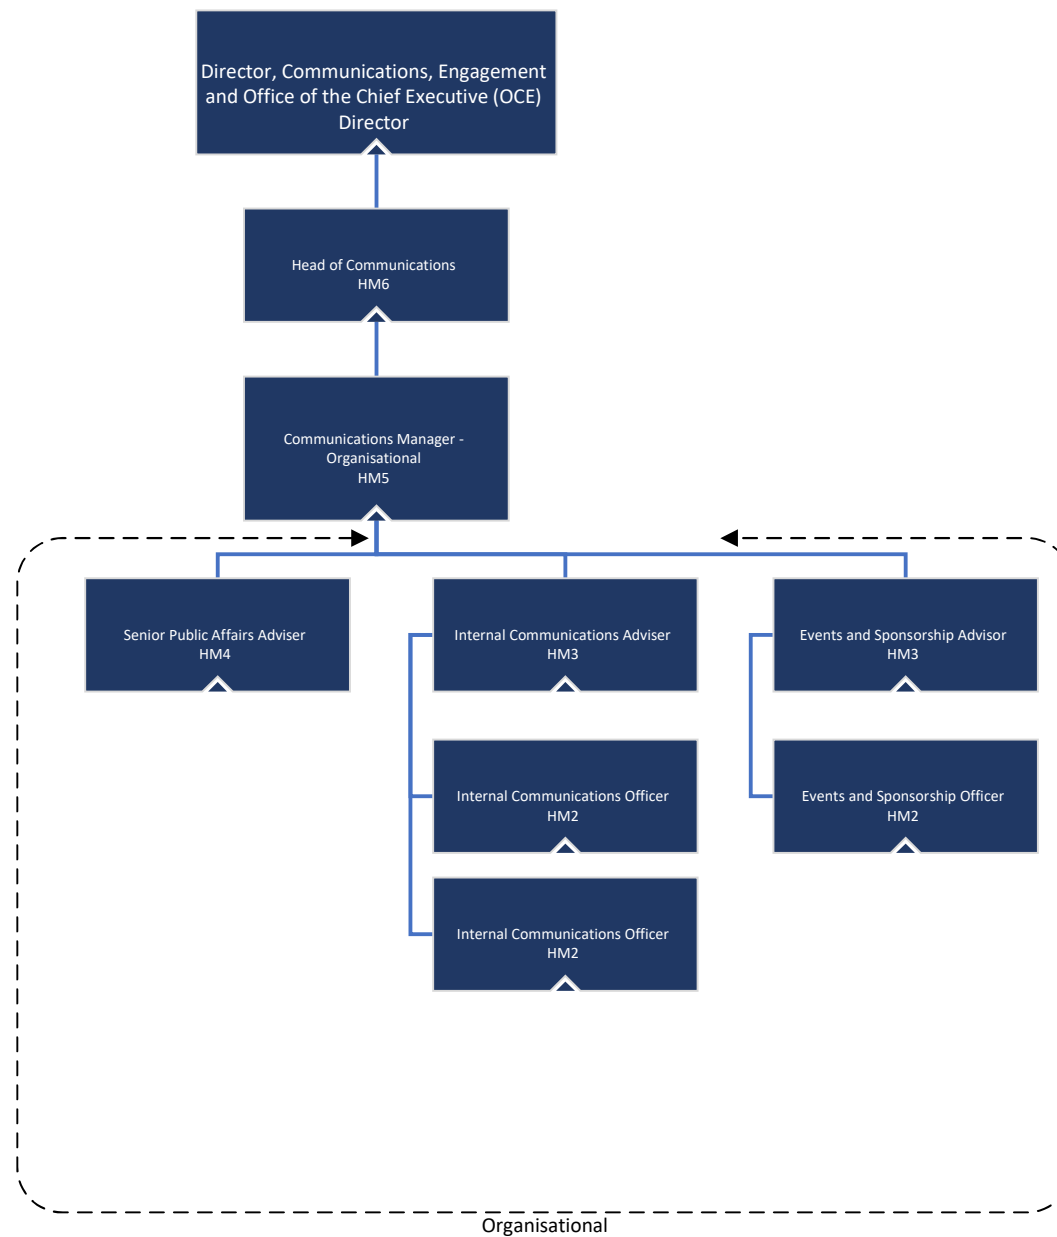 Director, Communications, Engagement
and Office of the Chief Executive (OCE)
Director
Head of Communications
HM6
Communications Manager -
Organisational
HM5
Senior Public Affairs Adviser
HM4
Internal Communications Adviser
HM3
Events and Sponsorship Advisor
HM3
Internal Communications Officer
HM2
Events and Sponsorship Officer
HM2
Internal Communications Officer
HM2
Organisational